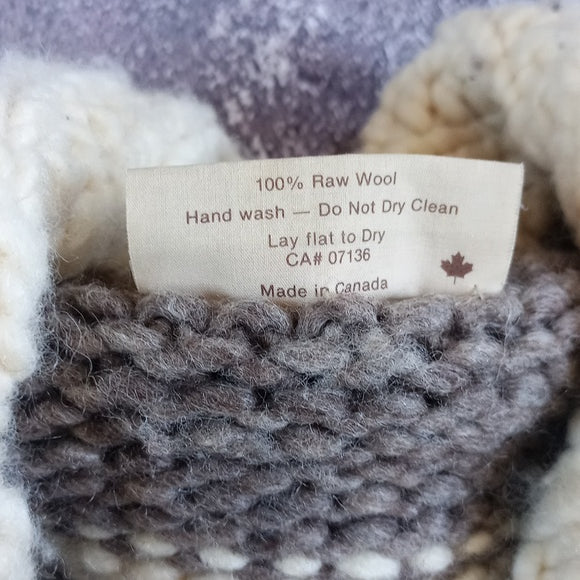 100% Raw Wool
Hand wash — Do Not Dry Clean
Lay flat to Dry
CA# 07136
Made in Canada